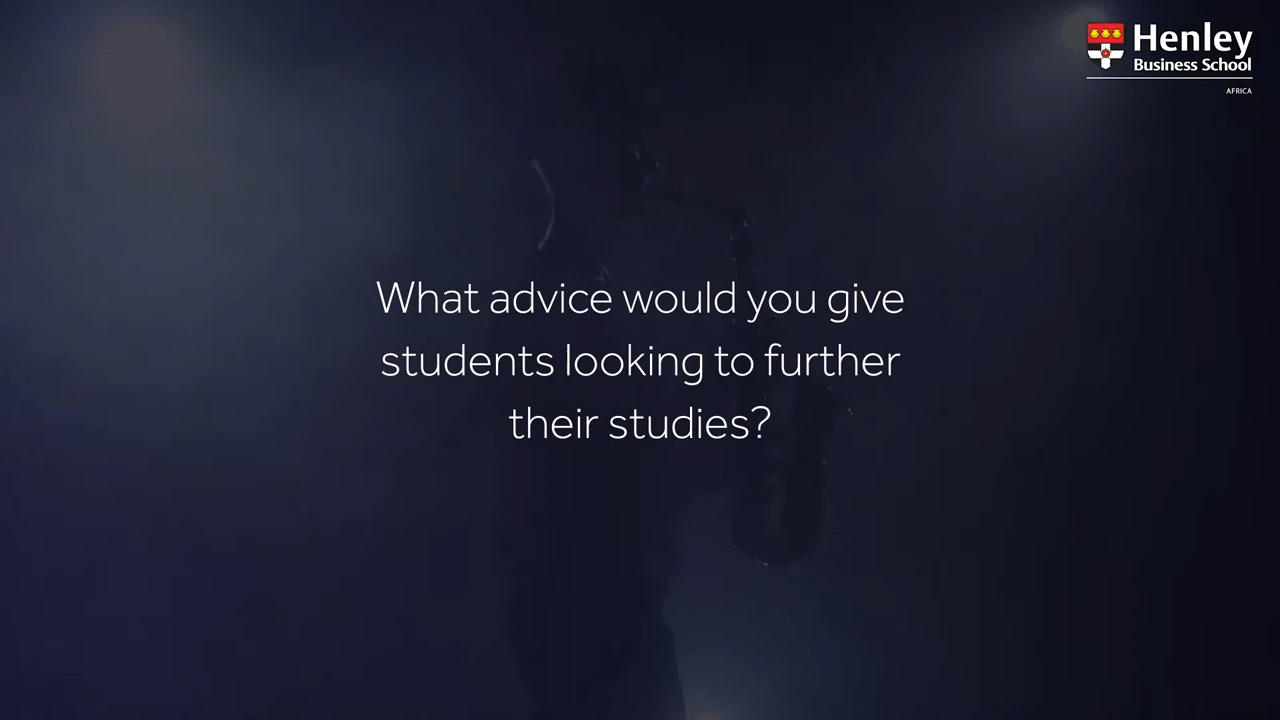 Henley
Business School
AFRICA
What advice would you give
students looking to further
their studies?